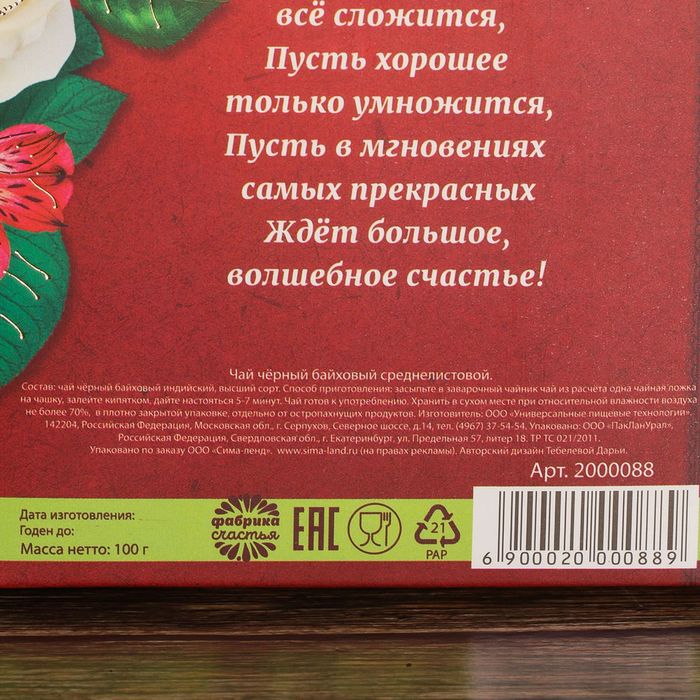 всё сложится,
Пусть хорошее
только умножится,
Пусть в мгновениях
самых прекрасных
Ждёт большое,
волшебное счастье!
Чай чёрный байховый среднелистовой.
Состав: чай чёрный байховый индийский, высший сорт. Способ приготовления: засыпьте в заварочный чайник чай из расчёта одна чайная ложка
на чашку, залейте кипятком, дайте настояться 5-7 минут. Чай готов к употреблению. Хранить в сухом месте при относительной влажности воздуха
не более 70%, в плотно закрытой упаковке, отдельно от остропахнущих продуктов. Изготовитель: ООО «Универсальные пищевые технологии»
142204, Российская Федерация, Московская обл., г. Серпухов, Северное шоссе, д.14, тел. (4967) 37-54-54. Упаковано: ООО «ПакЛанУрал»,
Российская Федерация, Свердловская обл., г. Екатеринбург, ул. Предельная 57, литер 18. ТР ТС 021/2011.
Упаковано по заказу ООО «Сима-ленд». www.sima-land.ru (на правах рекламы). Авторский дизайн Тебелевой Дарьи.
Арт. 2000088
Дата изготовления:
Годен до:
Масса нетто: 100 г
фабрика
счастья
EAC
21
PAP
6 900020 000889